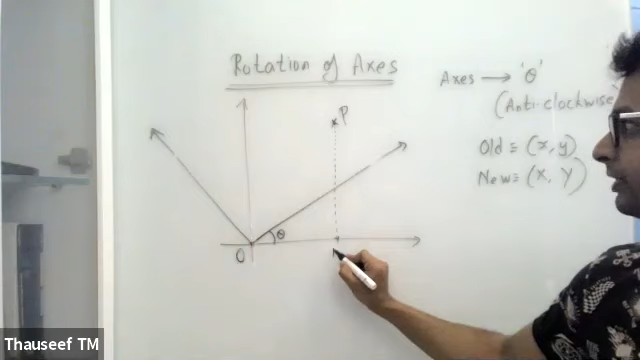 Rotation of Axes
Axes → 'θ'
(Anti-clockwise)
Old ≡ (x, y)
New ≡ (X, Y)
P
θ
O
Thauseef TM